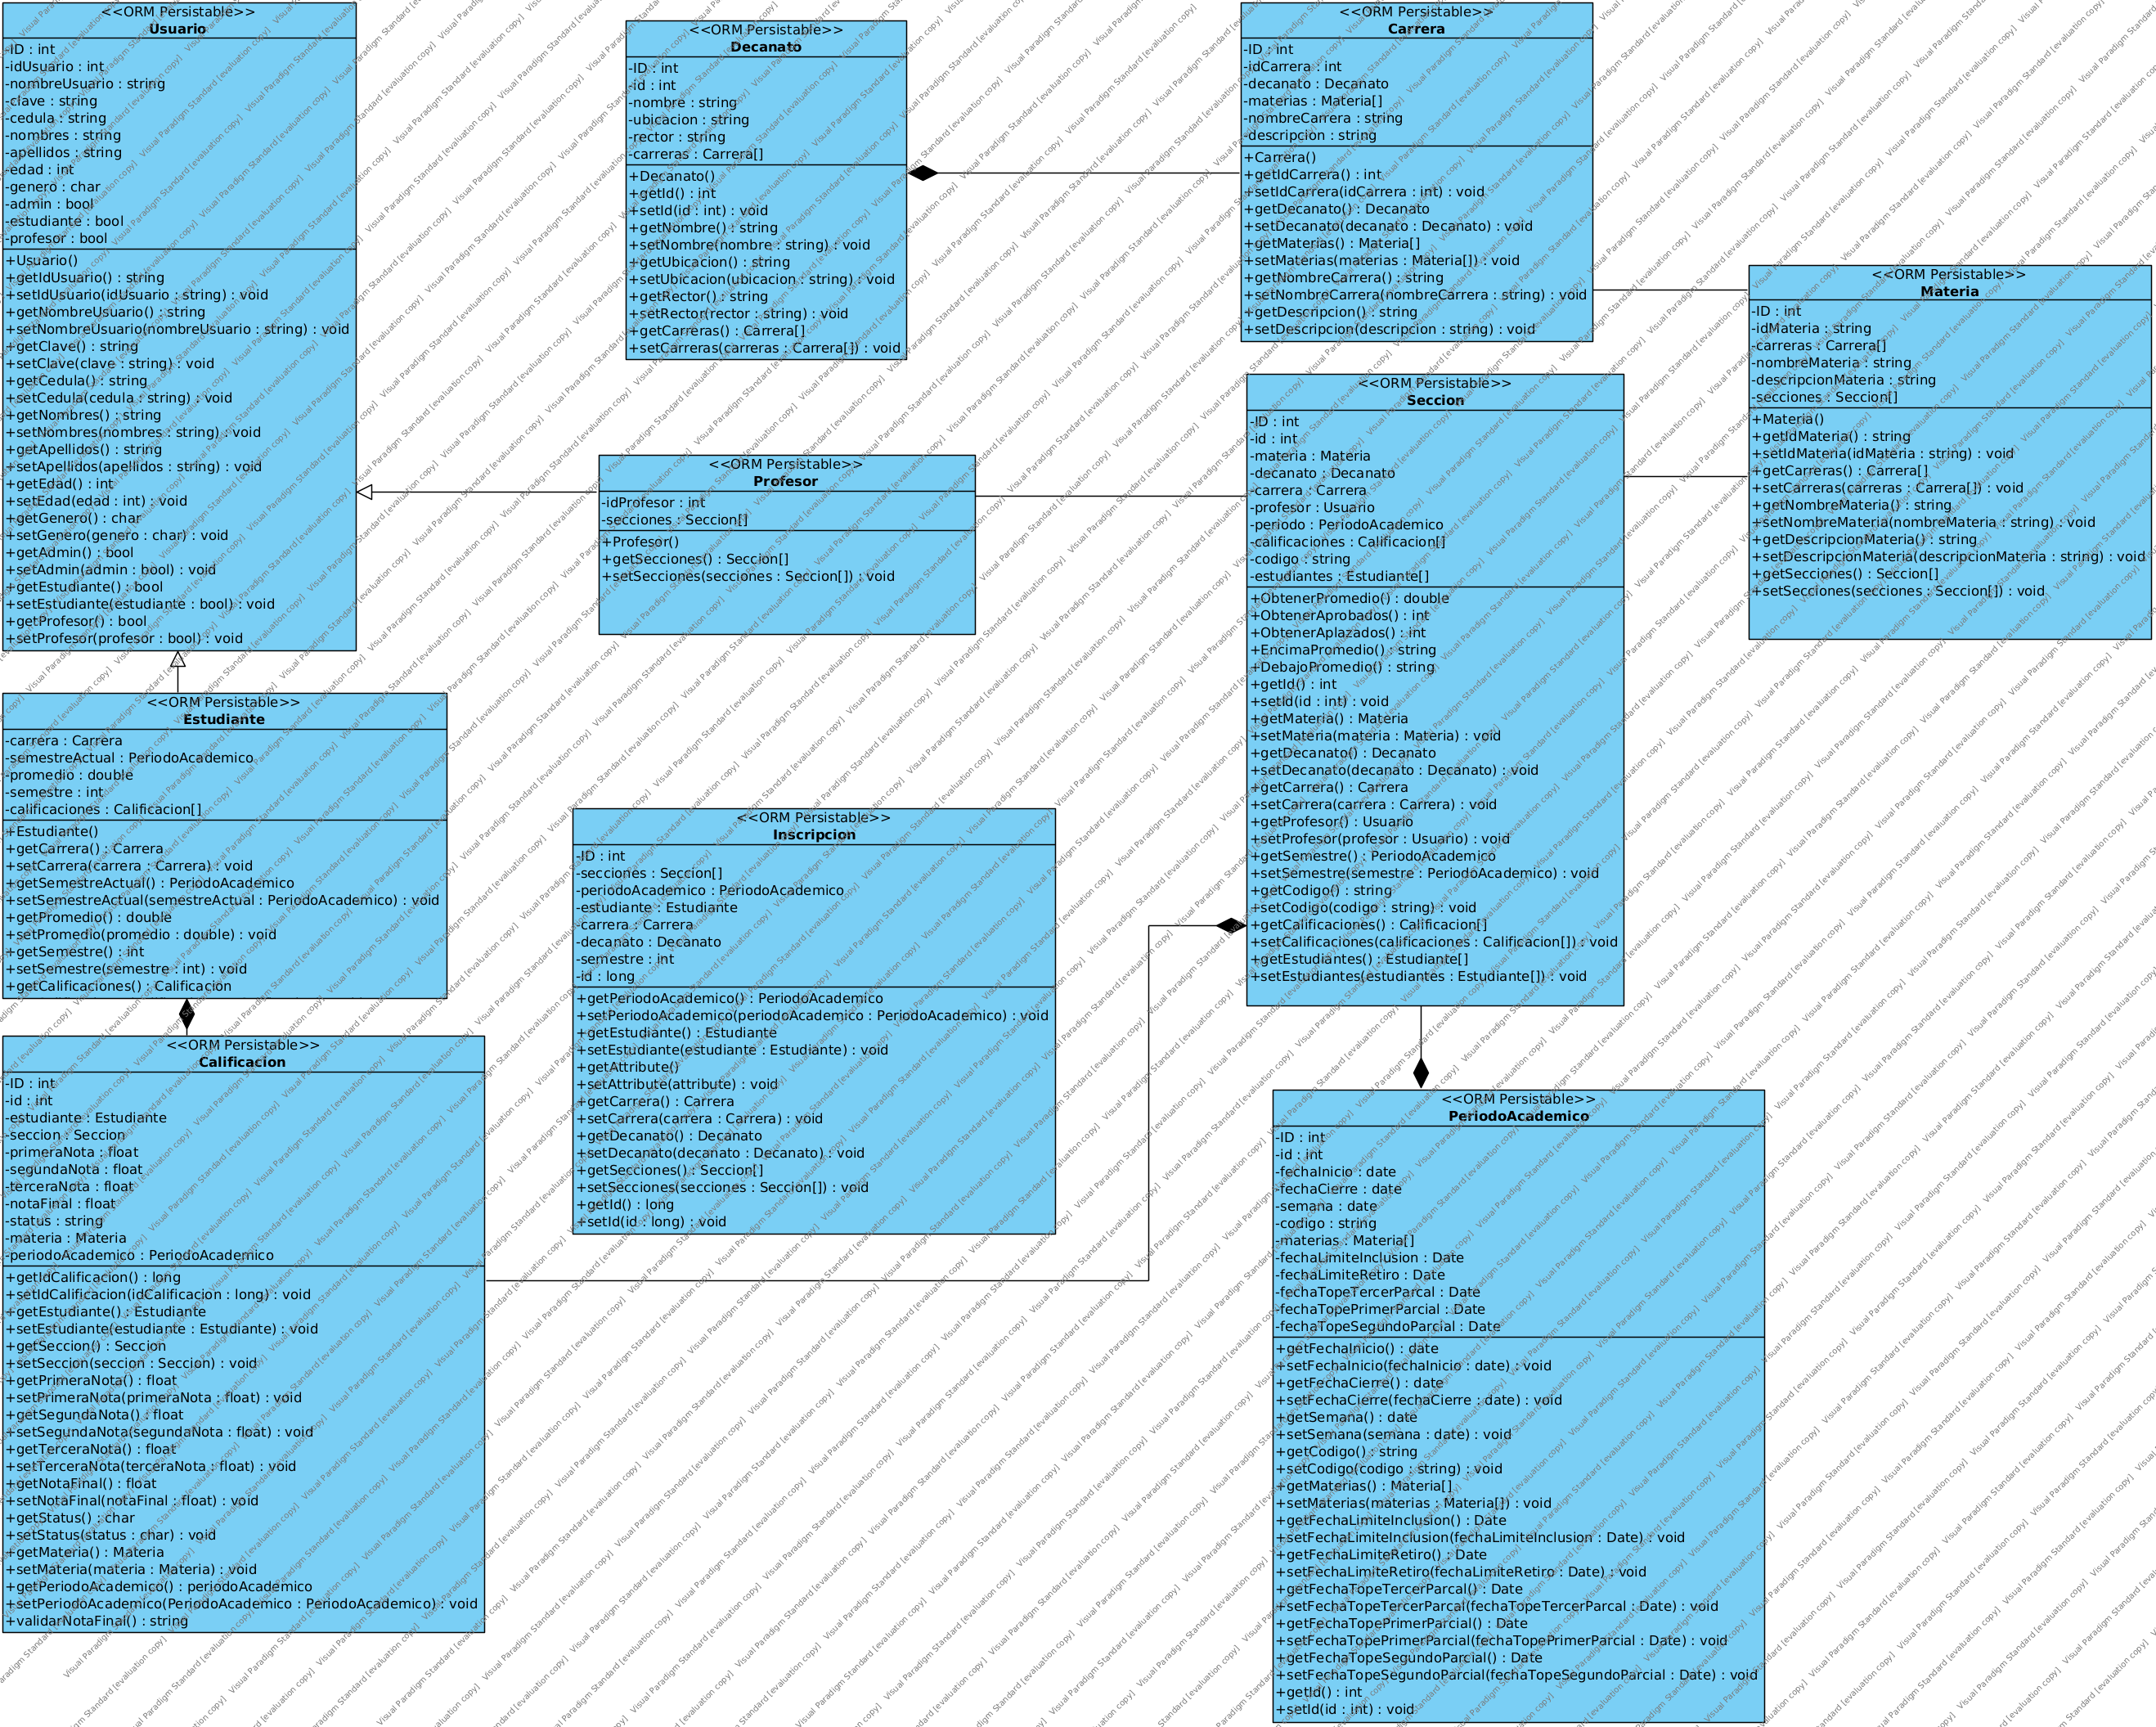 <<ORM Persistable>>
Usuario
-ID : int
-idUsuario : int
-nombreUsuario : string
-clave : string
-cedula : string
-nombres : string
-apellidos : string
-edad : int
-genero : char
-admin : bool
-estudiante : bool
-profesor : bool
+Usuario()
+getIdUsuario() : string
+setIdUsuario(idUsuario : string) : void
+getNombreUsuario() : string
+setNombreUsuario(nombreUsuario : string) : void
+getClave() : string
+setClave(clave : string) : void
+getCedula() : string
+setCedula(cedula : string) : void
+getNombres() : string
+setNombres(nombres : string) : void
+getApellidos() : string
+setApellidos(apellidos : string) : void
+getEdad() : int
+setEdad(edad : int) : void
+getGenero() : char
+setGenero(genero : char) : void
+getAdmin() : bool
+setAdmin(admin : bool) : void
+getEstudiante() : bool
+setEstudiante(estudiante : bool) : void
+getProfesor() : bool
+setProfesor(profesor : bool) : void
<<ORM Persistable>>
Decanato
-ID : int
-id : int
-nombre : string
-ubicacion : string
-rector : string
-carreras : Carrera[]
+Decanato()
+getId() : int
+setId(id : int) : void
+getNombre() : string
+setNombre(nombre : string) : void
+getUbicacion() : string
+setUbicacion(ubicacion : string) : void
+getRector() : string
+setRector(rector : string) : void
+getCarreras() : Carrera[]
+setCarreras(carreras : Carrera[]) : void
<<ORM Persistable>>
Carrera
-ID : int
-idCarrera : int
-decanato : Decanato
-materias : Materia[]
-nombreCarrera : string
-descripcion : string
+Carrera()
+getIdCarrera() : int
+setIdCarrera(idCarrera : int) : void
+getDecanato() : Decanato
+setDecanato(decanato : Decanato) : void
+getMaterias() : Materia[]
+setMaterias(materias : Materia[]) : void
+getNombreCarrera() : string
+setNombreCarrera(nombreCarrera : string) : void
+getDescripcion() : string
+setDescripcion(descripcion : string) : void
<<ORM Persistable>>
Materia
-ID : int
-idMateria : string
-carreras : Carrera[]
-nombreMateria : string
-descripcionMateria : string
-secciones : Seccion[]
+Materia()
+getIdMateria() : string
+setIdMateria(idMateria : string) : void
+getCarreras() : Carrera[]
+setCarreras(carreras : Carrera[]) : void
+getNombreMateria() : string
+setNombreMateria(nombreMateria : string) : void
+getDescripcionMateria() : string
+setDescripcionMateria(descripcionMateria : string) : void
+getSecciones() : Seccion[]
+setSecciones(secciones : Seccion[]) : void
<<ORM Persistable>>
Profesor
-idProfesor : int
-secciones : Seccion[]
+Profesor()
+getSecciones() : Seccion[]
+setSecciones(secciones : Seccion[]) : void
<<ORM Persistable>>
Seccion
-ID : int
-id : int
-materia : Materia
-decanato : Decanato
-carrera : Carrera
-profesor : Usuario
-periodo : PeriodoAcademico
-calificaciones : Calificacion[]
-codigo : string
-estudiantes : Estudiante[]
+ObtenerPromedio() : double
+ObtenerAprobados() : int
+ObtenerAplazados() : int
+EncimaPromedio() : string
+DebajoPromedio() : string
+getId() : int
+setId(id : int) : void
+getMateria() : Materia
+setMateria(materia : Materia) : void
+getDecanato() : Decanato
+setDecanato(decanato : Decanato) : void
+getCarrera() : Carrera
+setCarrera(carrera : Carrera) : void
+getProfesor() : Usuario
+setProfesor(profesor : Usuario) : void
+getSemestre() : PeriodoAcademico
+setSemestre(semestre : PeriodoAcademico) : void
+getCodigo() : string
+setCodigo(codigo : string) : void
+getCalificaciones() : Calificacion[]
+setCalificaciones(calificaciones : Calificacion[]) : void
+getEstudiantes() : Estudiante[]
+setEstudiantes(estudiantes : Estudiante[]) : void
<<ORM Persistable>>
Estudiante
-carrera : Carrera
-semestreActual : PeriodoAcademico
-promedio : double
-semestre : int
-calificaciones : Calificacion[]
+Estudiante()
+getCarrera() : Carrera
+setCarrera(carrera : Carrera) : void
+getSemestreActual() : PeriodoAcademico
+setSemestreActual(semestreActual : PeriodoAcademico) : void
+getPromedio() : double
+setPromedio(promedio : double) : void
+getSemestre() : int
+setSemestre(semestre : int) : void
+getCalificaciones() : Calificacion
<<ORM Persistable>>
Inscripcion
-ID : int
-secciones : Seccion[]
-periodoAcademico : PeriodoAcademico
-estudiante : Estudiante
-carrera : Carrera
-decanato : Decanato
-semestre : int
-id : long
+getPeriodoAcademico() : PeriodoAcademico
+setPeriodoAcademico(periodoAcademico : PeriodoAcademico) : void
+getEstudiante() : Estudiante
+setEstudiante(estudiante : Estudiante) : void
+getAttribute()
+setAttribute(attribute) : void
+getCarrera() : Carrera
+setCarrera(carrera : Carrera) : void
+getDecanato() : Decanato
+setDecanato(decanato : Decanato) : void
+getSecciones() : Seccion[]
+setSecciones(secciones : Seccion[]) : void
+getId() : long
+setId(id : long) : void
<<ORM Persistable>>
Calificacion
-ID : int
-id : int
-estudiante : Estudiante
-seccion : Seccion
-primeraNota : float
-segundaNota : float
-terceraNota : float
-notaFinal : float
-status : string
-materia : Materia
-periodoAcademico : PeriodoAcademico
+getIdCalificacion() : long
+setIdCalificacion(idCalificacion : long) : void
+getEstudiante() : Estudiante
+setEstudiante(estudiante : Estudiante) : void
+getSeccion() : Seccion
+setSeccion(seccion : Seccion) : void
+getPrimeraNota() : float
+setPrimeraNota(primeraNota : float) : void
+getSegundaNota() : float
+setSegundaNota(segundaNota : float) : void
+getTerceraNota() : float
+setTerceraNota(terceraNota : float) : void
+getNotaFinal() : float
+setNotaFinal(notaFinal : float) : void
+getStatus() : char
+setStatus(status : char) : void
+getMateria() : Materia
+setMateria(materia : Materia) : void
+getPeriodoAcademico() : periodoAcademico
+setPeriodoAcademico(PeriodoAcademico : PeriodoAcademico) : void
+validarNotaFinal() : string
<<ORM Persistable>>
PeriodoAcademico
-ID : int
-id : int
-fechaInicio : date
-fechaCierre : date
-semana : date
-codigo : string
-materias : Materia[]
-fechaLimiteInclusion : Date
-fechaLimiteRetiro : Date
-fechaTopeTercerParcal : Date
-fechaTopePrimerParcial : Date
-fechaTopeSegundoParcial : Date
+getFechaInicio() : date
+setFechaInicio(fechaInicio : date) : void
+getFechaCierre() : date
+setFechaCierre(fechaCierre : date) : void
+getSemana() : date
+setSemana(semana : date) : void
+getCodigo() : string
+setCodigo(codigo : string) : void
+getMaterias() : Materia[]
+setMaterias(materias : Materia[]) : void
+getFechaLimiteInclusion() : Date
+setFechaLimiteInclusion(fechaLimiteInclusion : Date) : void
+getFechaLimiteRetiro() : Date
+setFechaLimiteRetiro(fechaLimiteRetiro : Date) : void
+getFechaTopeTercerParcal() : Date
+setFechaTopeTercerParcal(fechaTopeTercerParcal : Date) : void
+getFechaTopePrimerParcial() : Date
+setFechaTopePrimerParcial(fechaTopePrimerParcial : Date) : void
+getFechaTopeSegundoParcial() : Date
+setFechaTopeSegundoParcial(fechaTopeSegundoParcial : Date) : void
+getId() : int
+setId(id : int) : void
Visual Paradigm Standard [evaluation copy]